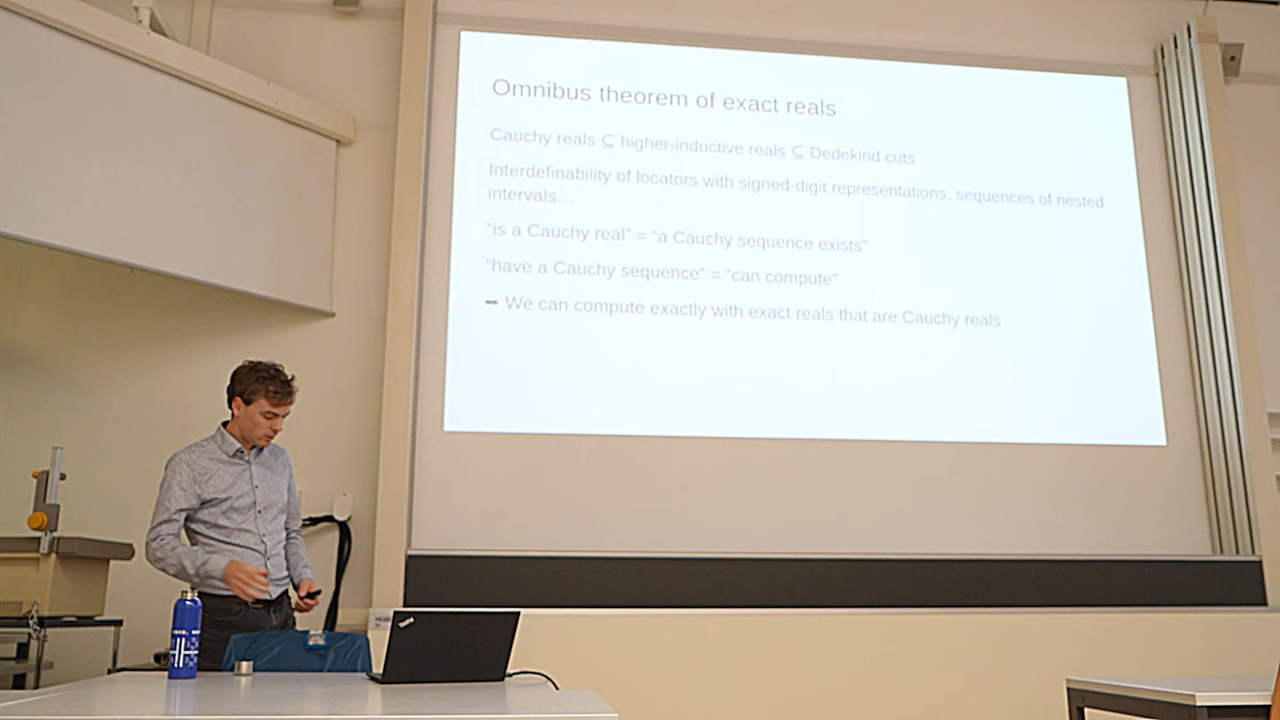 Omnibus theorem of exact reals
Cauchy reals ⊆ higher-inductive reals ⊆ Dedekind cuts
Interdefinability of locators with signed-digit representations, sequences of nested
intervals…
"is a Cauchy real" = "a Cauchy sequence exists"
"have a Cauchy sequence" = "can compute"
➡ We can compute exactly with exact reals that are Cauchy reals
ThinkPad